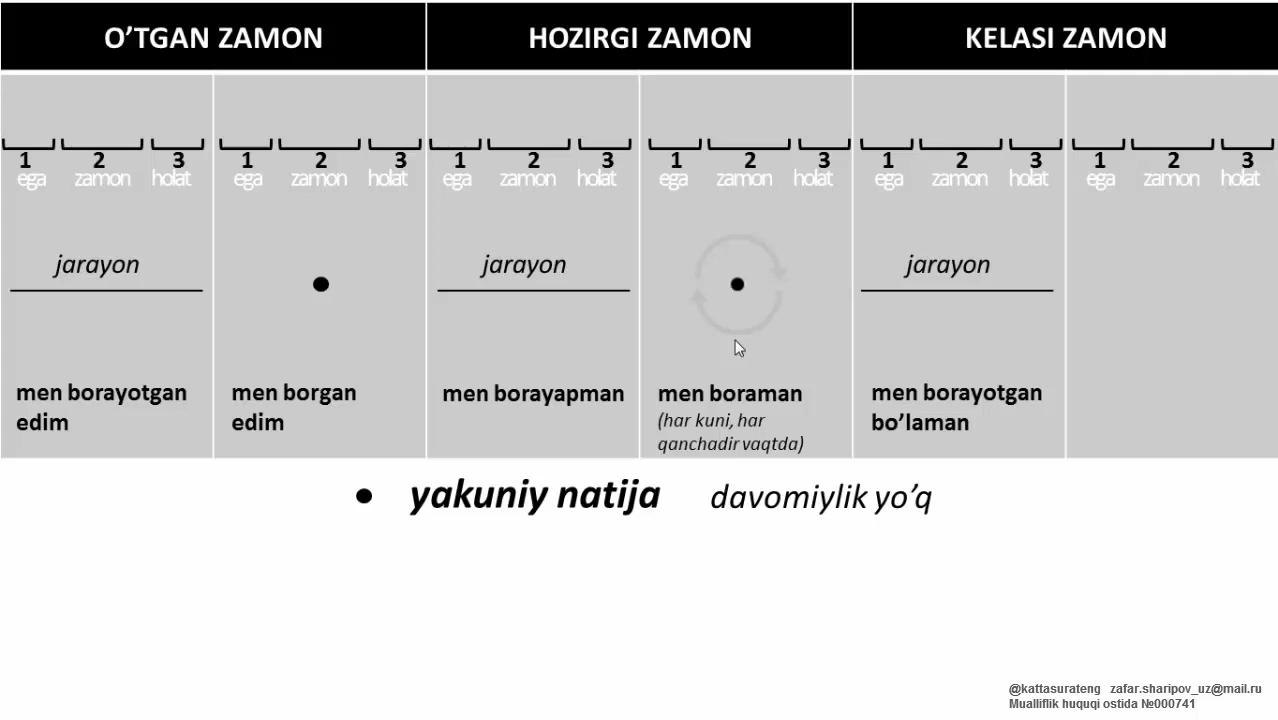 O’TGAN ZAMON HOZIRGI ZAMON KELASI ZAMON
1 2 3 1 2 3 1 2 3 1 2 3 1 2 3 1 2 3
ega zamon holat ega zamon holat ega zamon holat ega zamon holat ega zamon holat ega zamon holat
jarayon jarayon jarayon
men borayotgan edim
men borgan edim
men borayapman
men boraman
(har kuni, har
qanchadir vaqtda)
men borayotgan
bo’laman
• yakuniy natija davomiylik yo’q
@kattasurateng zafar.sharipov_uz@mail.ru
Mualliflik huquqi ostida №000741